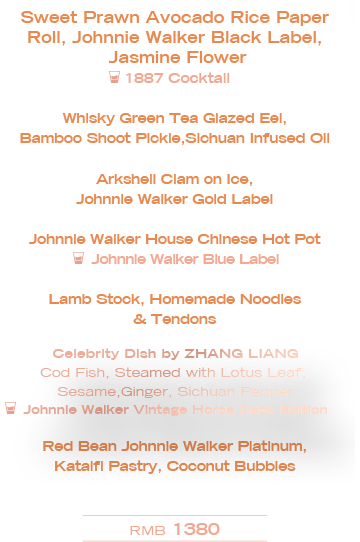 Sweet Prawn Avocado Rice Paper
Roll, Johnnie Walker Black Label,
Jasmine Flower
1887 Cocktail
Whisky Green Tea Glazed Eel,
Bamboo Shoot Pickle,Sichuan Infused Oil
Arkshell Clam on Ice,
Johnnie Walker Gold Label
Johnnie Walker House Chinese Hot Pot
Johnnie Walker Blue Label
Lamb Stock, Homemade Noodles
& Tendons
Celebrity Dish by ZHANG LIANG
Cod Fish, Steamed with Lotus Leaf,
Sesame,Ginger, Sichuan
Johnnie Walker Vintage Edition
Red Bean Johnnie Walker Platinum,
Kataifi Pastry, Coconut Bubbles
RMB 1380